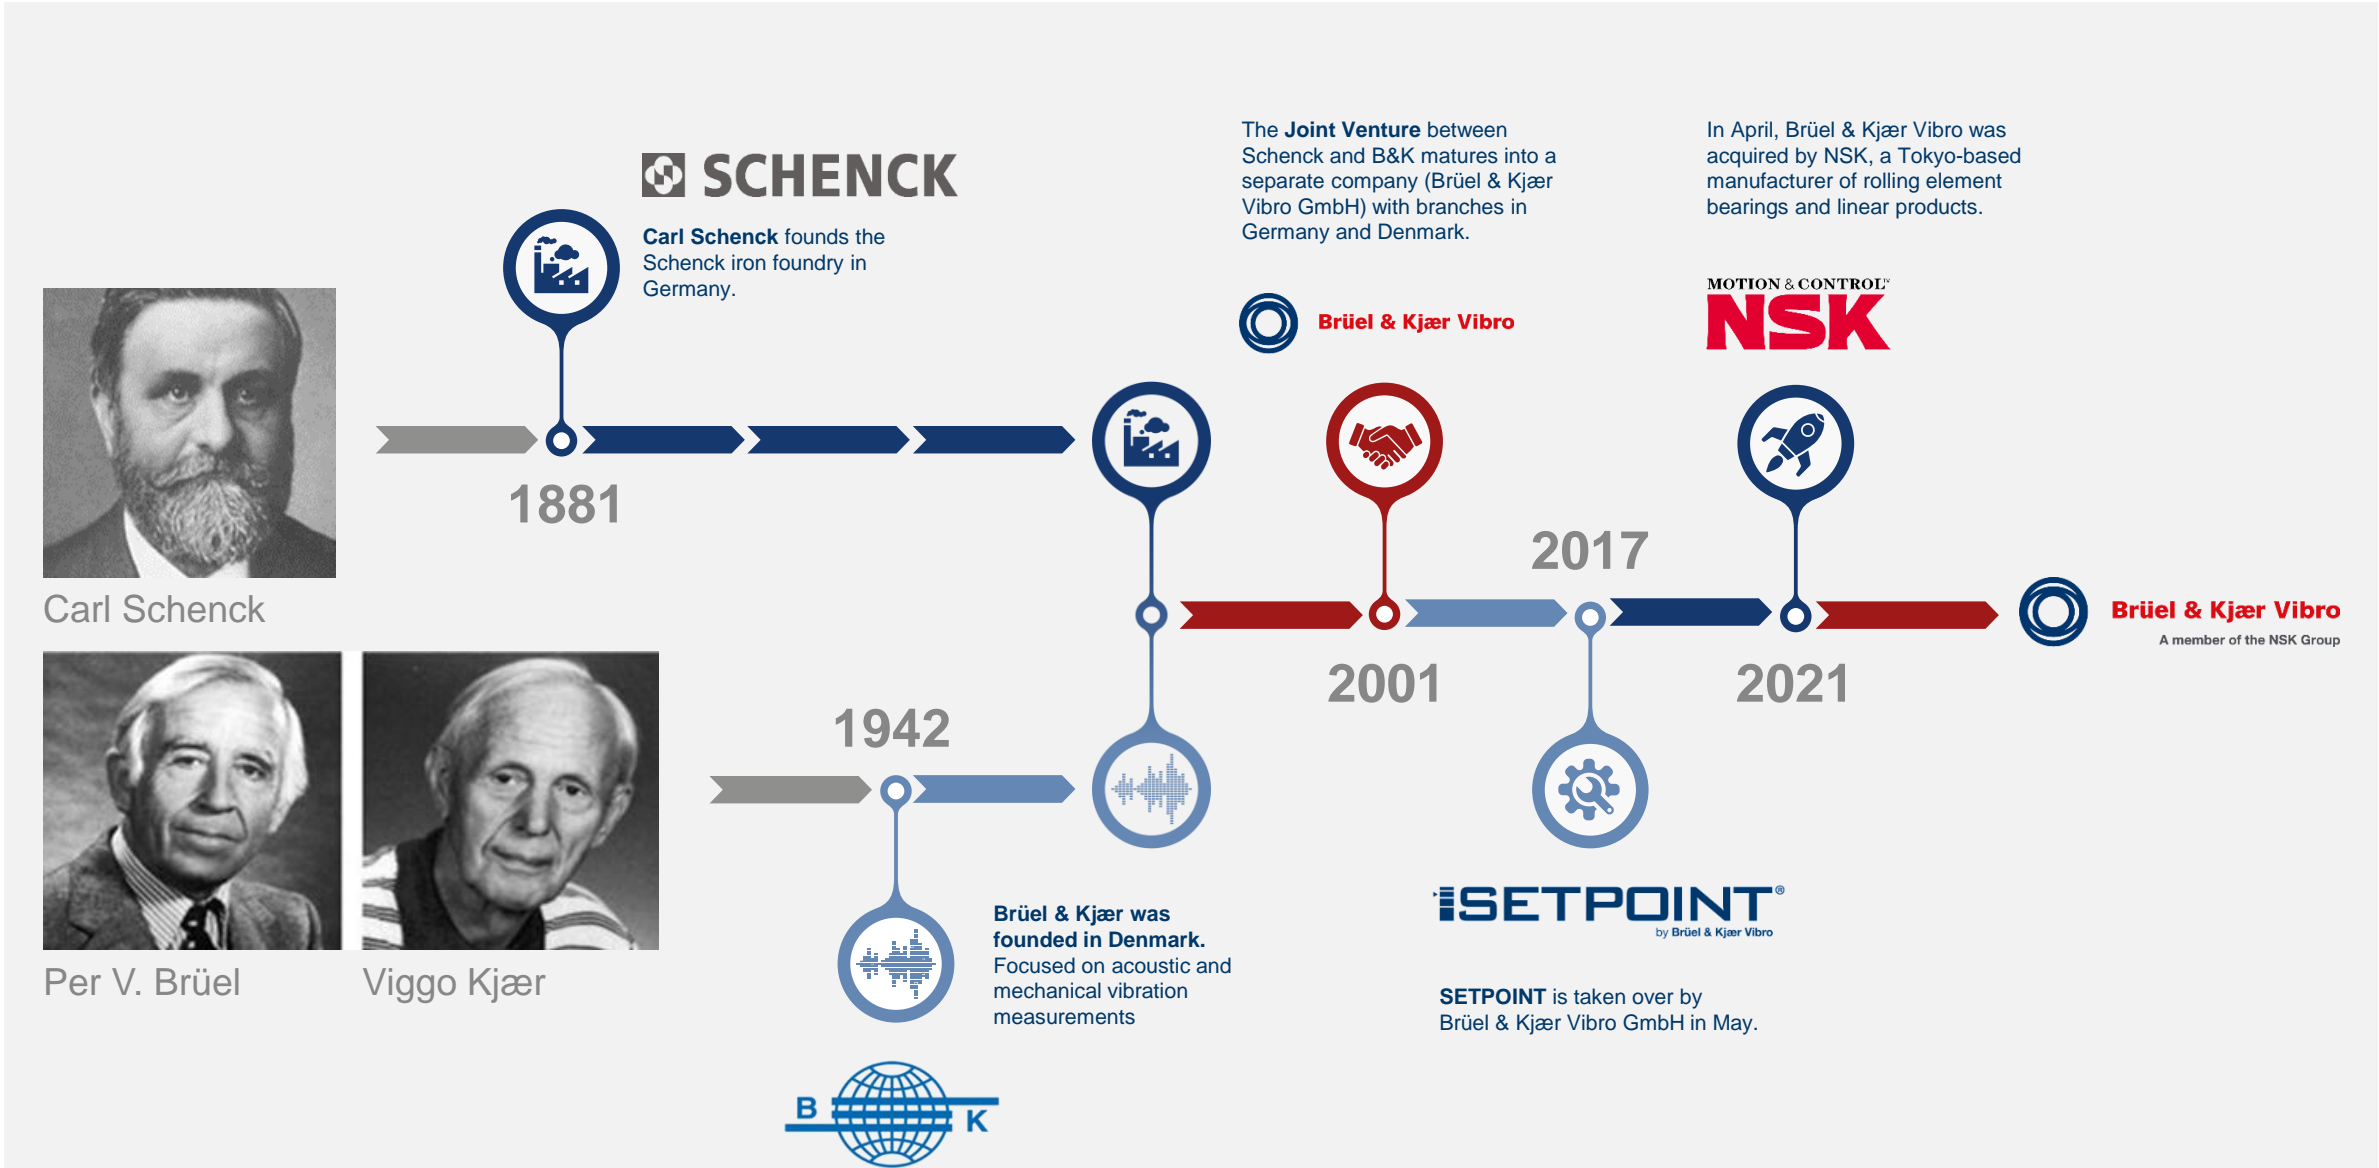 SCHENCK
Carl Schenck founds the
Schenck iron foundry in
Germany.
1881
Carl Schenck
Per V. Brüel
Viggo Kjær
1942
Brüel & Kjær was
founded in Denmark.
Focused on acoustic and
mechanical vibration
measurements
B
K
The Joint Venture between
Schenck and B&K matures into a
separate company (Brüel & Kjær
Vibro GmbH) with branches in
Germany and Denmark.
Brüel & Kjær Vibro
2001
2017
SETPOINT®
by Brüel & Kjær Vibro
SETPOINT is taken over by
Brüel & Kjær Vibro GmbH in May.
In April, Brüel & Kjær Vibro was
acquired by NSK, a Tokyo-based
manufacturer of rolling element
bearings and linear products.
MOTION & CONTROL™
NSK
2021
Brüel & Kjær Vibro
A member of the NSK Group